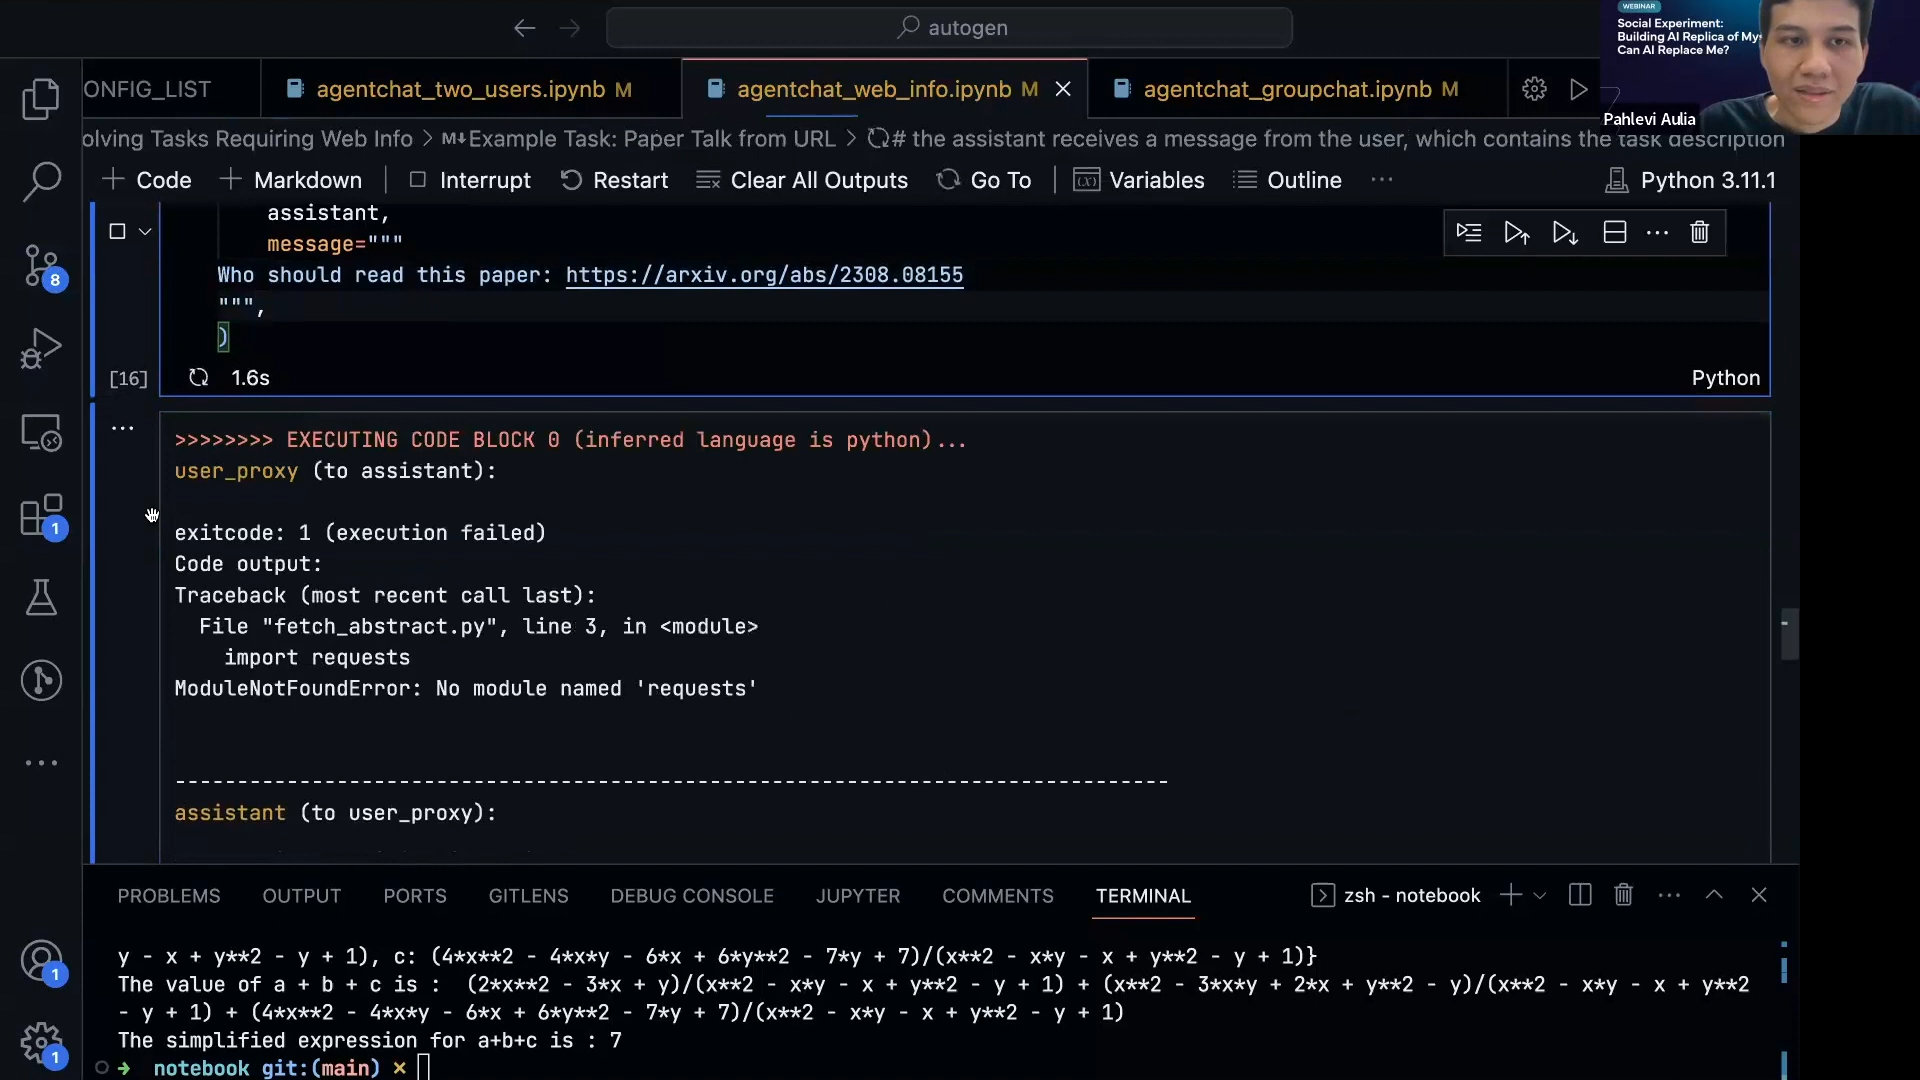 autogen
WEBINAR
Social Experiment:
Building AI Replica of My
Can AI Replace Me?
Pahlevi Aulia
ONFIG_LIST
agentchat_two_users.ipynb M
agentchat_web_info.ipynb M
agentchat_groupchat.ipynb M
olving Tasks Requiring Web Info > M Example Task: Paper Talk from URL > # the assistant receives a message from the user, which contains the task description
+ Code + Markdown | Interrupt Restart Clear All Outputs Go To | Variables Outline ... Python 3.11.1
assistant,
message="""
Who should read this paper: https://arxiv.org/abs/2308.08155
""",
)
[16] 1.6s Python
...
>>>>>>>> EXECUTING CODE BLOCK 0 (inferred language is python)...
user_proxy (to assistant):
exitcode: 1 (execution failed)
Code output:
Traceback (most recent call last):
File "fetch_abstract.py", line 3, in <module>
import requests
ModuleNotFoundError: No module named 'requests'
--------------------------------------------------------------------------------
assistant (to user_proxy):
8
1
1
1
PROBLEMS OUTPUT PORTS GITLENS DEBUG CONSOLE JUPYTER COMMENTS TERMINAL zsh - notebook
y - x + y**2 - y + 1), c: (4*x**2 - 4*x*y - 6*x + 6*y**2 - 7*y + 7)/(x**2 - x*y - x + y**2 - y + 1)}
The value of a + b + c is :  (2*x**2 - 3*x + y)/(x**2 - x*y - x + y**2 - y + 1) + (x**2 - 3*x*y + 2*x + y**2 - y)/(x**2 - x*y - x + y**2
- y + 1) + (4*x**2 - 4*x*y - 6*x + 6*y**2 - 7*y + 7)/(x**2 - x*y - x + y**2 - y + 1)
The simplified expression for a+b+c is : 7
➜ notebook git:(main) ×